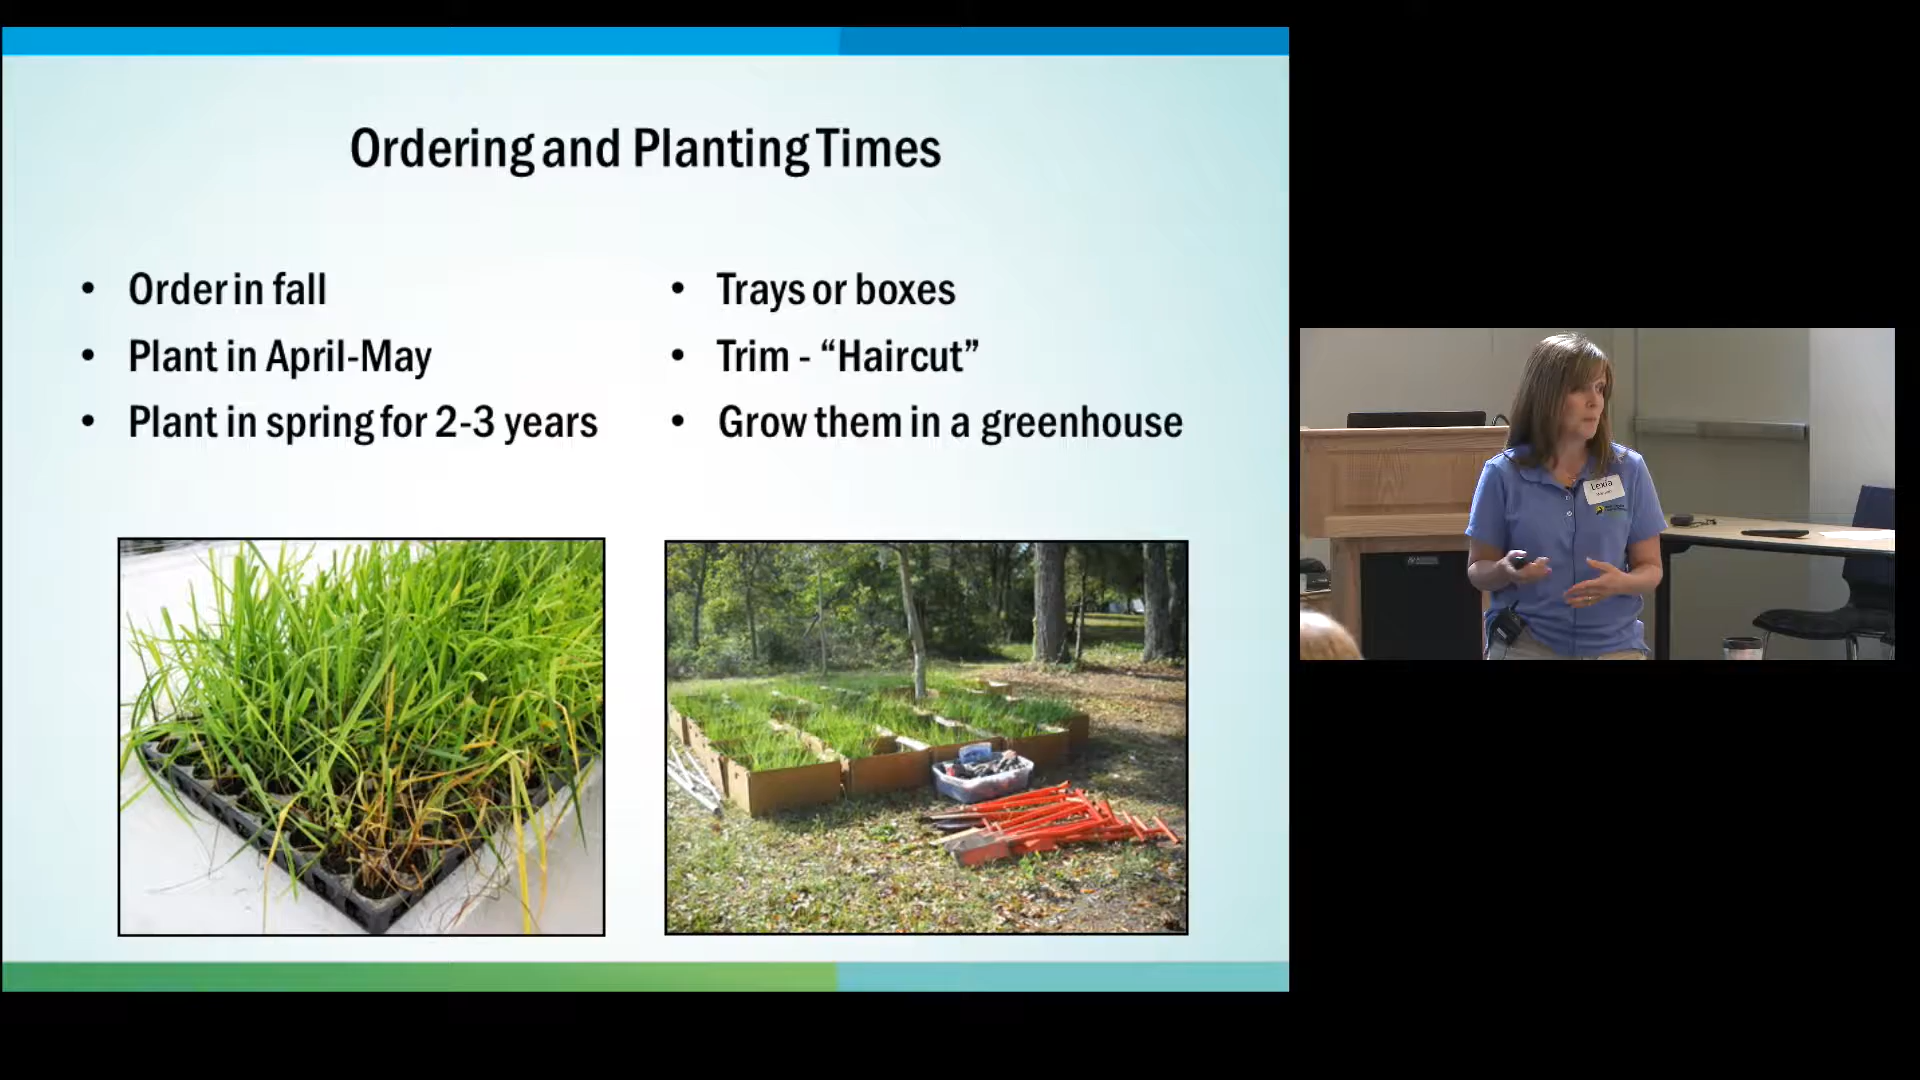 Ordering and Planting Times
• Order in fall
• Plant in April-May
• Plant in spring for 2-3 years
• Trays or boxes
• Trim - “Haircut”
• Grow them in a greenhouse
Lexia